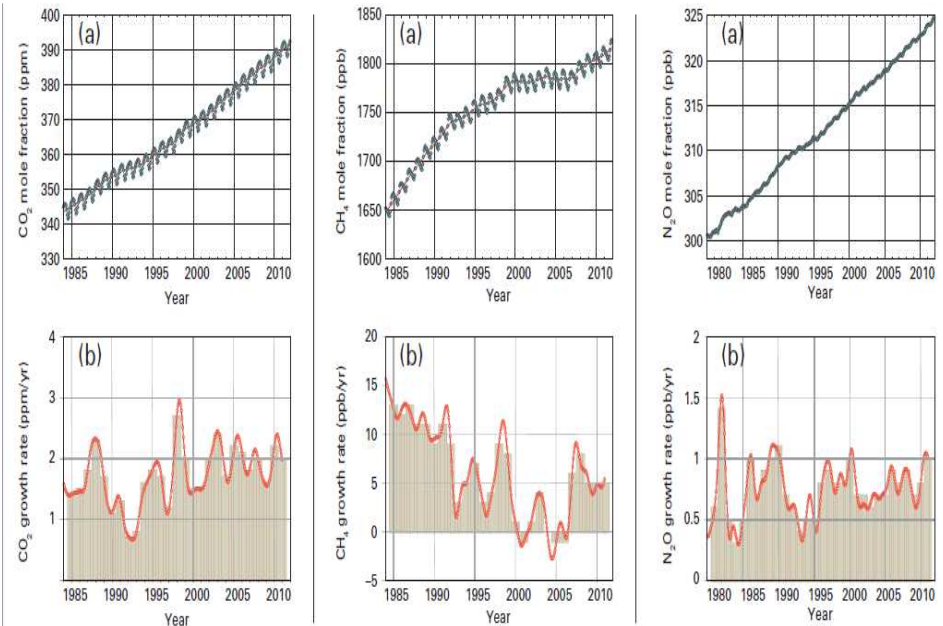 (a)
CO2 mole fraction (ppm)
400
390
380
370
360
350
340
330
1985 1990 1995 2000 2005 2010
Year
(a)
CH4 mole fraction (ppb)
1850
1800
1750
1700
1650
1600
1985 1990 1995 2000 2005 2010
Year
(a)
N2O mole fraction (ppb)
325
320
315
310
305
300
1980 1985 1990 1995 2000 2005 2010
Year
(b)
CO2 growth rate (ppm/yr)
4
3
2
1
1985 1990 1995 2000 2005 2010
Year
(b)
CH4 growth rate (ppb/yr)
20
15
10
5
0
−5
1985 1990 1995 2000 2005 2010
Year
(b)
N2O growth rate (ppb/yr)
2
1.5
1
0.5
0
1980 1985 1990 1995 2000 2005 2010
Year